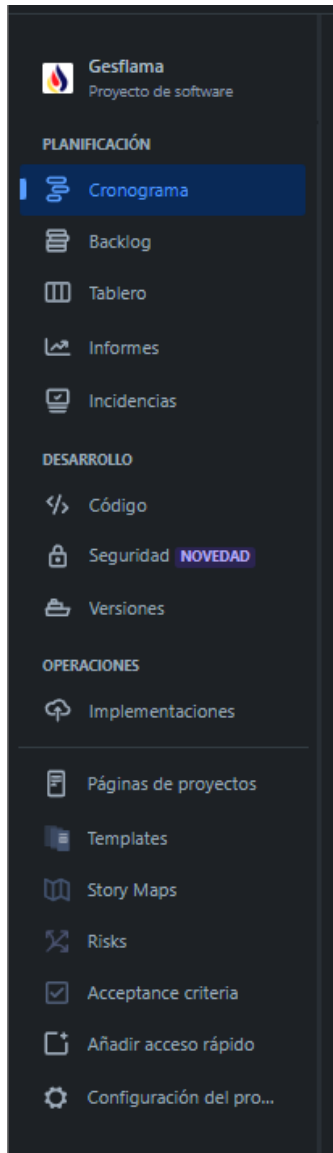 Gesflama
Proyecto de software
PLANIFICACIÓN
Cronograma
Backlog
Tablero
Informes
Incidencias
DESARROLLO
Código
Seguridad NOVEDAD
Versiones
OPERACIONES
Implementaciones
Páginas de proyectos
Templates
Story Maps
Risks
Acceptance criteria
Añadir acceso rápido
Configuración del pro...